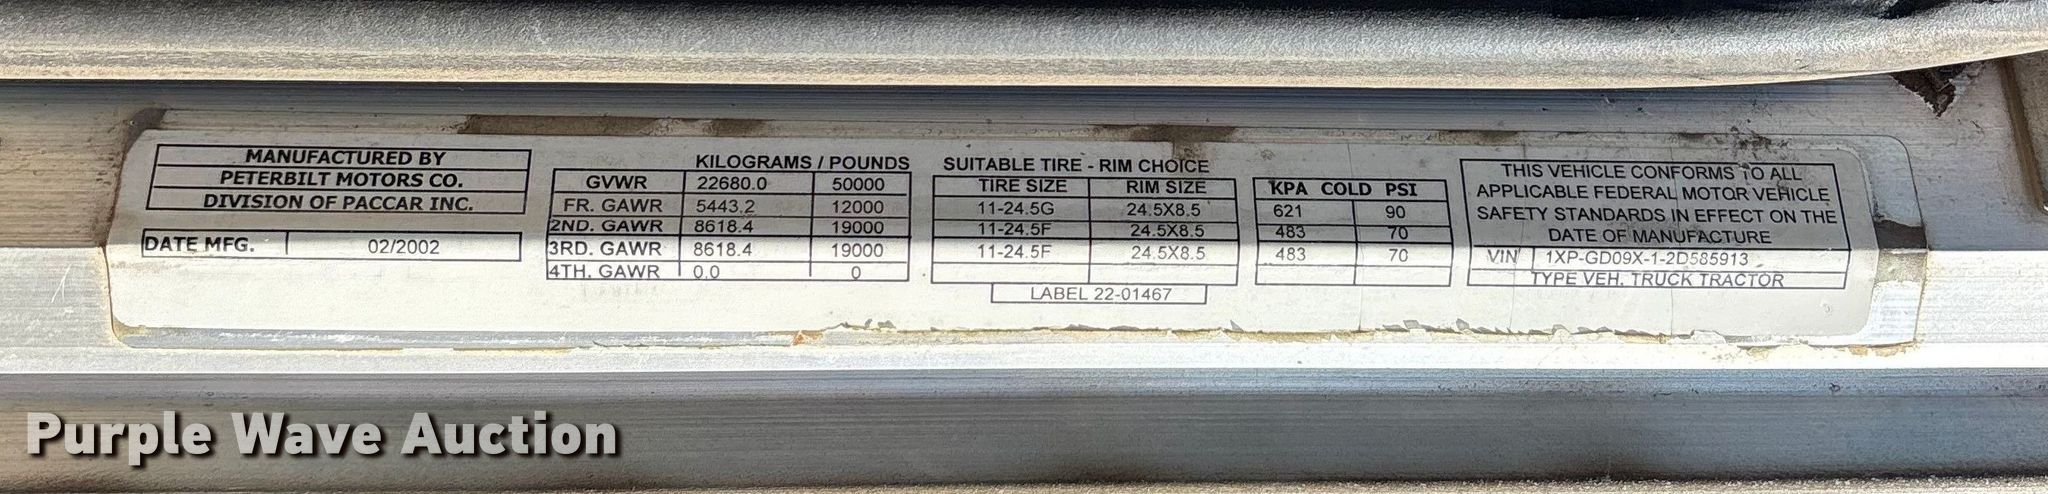 MANUFACTURED BY
PETERBILT MOTORS CO.
DIVISION OF PACCAR INC.
DATE MFG. 02/2002
KILOGRAMS / POUNDS
GVWR 22680.0 50000
FR. GAWR 5443.2 12000
2ND. GAWR 8618.4 19000
3RD. GAWR 8618.4 19000
4TH. GAWR 0.0 0
SUITABLE TIRE - RIM CHOICE
TIRE SIZE RIM SIZE
11-24.5G 24.5X8.5
11-24.5F 24.5X8.5
11-24.5F 24.5X8.5
LABEL 22-01467
KPA COLD PSI
621 90
483 70
483 70
THIS VEHICLE CONFORMS TO ALL
APPLICABLE FEDERAL MOTOR VEHICLE
SAFETY STANDARDS IN EFFECT ON THE
DATE OF MANUFACTURE
VIN 1XP-GD09X-1-2D585913
TYPE VEH. TRUCK TRACTOR
Purple Wave Auction